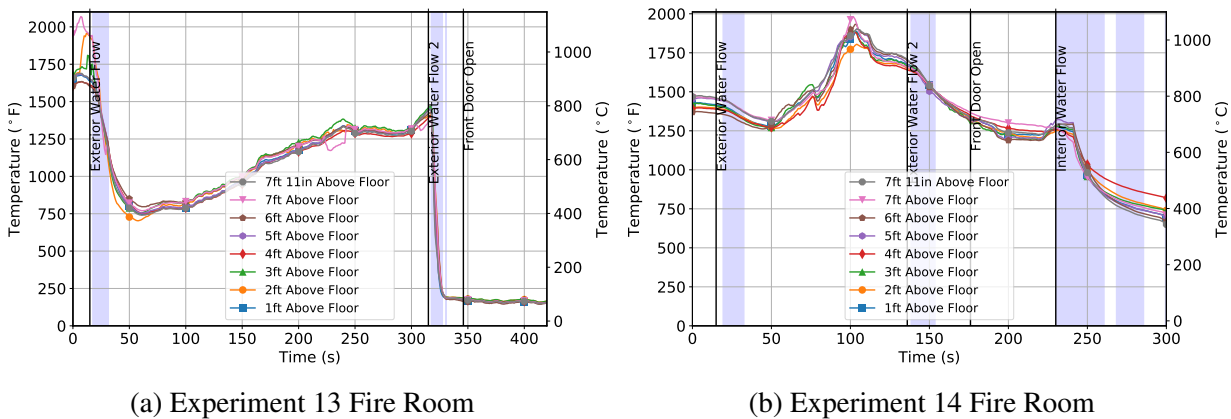 2000
1750
1500
1250
1000
750
500
250
0
Temperature (°F)
1000
800
600
400
200
0
Temperature (°C)
0 50 100 150 200 250 300 350 400
Time (s)
Exterior Water Flow
Exterior Water Flow 2
Front Door Open
7ft 11in Above Floor
7ft Above Floor
6ft Above Floor
5ft Above Floor
4ft Above Floor
3ft Above Floor
2ft Above Floor
1ft Above Floor
(a) Experiment 13 Fire Room
2000
1750
1500
1250
1000
750
500
250
0
Temperature (°F)
1000
800
600
400
200
0
Temperature (°C)
0 50 100 150 200 250 300
Time (s)
Exterior Water Flow
Exterior Water Flow 2
Front Door Open
Interior Water Flow
7ft 11in Above Floor
7ft Above Floor
6ft Above Floor
5ft Above Floor
4ft Above Floor
3ft Above Floor
2ft Above Floor
1ft Above Floor
(b) Experiment 14 Fire Room